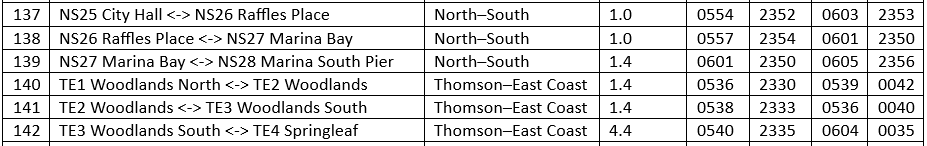 137 NS25 City Hall <-> NS26 Raffles Place North–South 1.0 0554 2352 0603 2353
138 NS26 Raffles Place <-> NS27 Marina Bay North–South 1.0 0557 2354 0601 2350
139 NS27 Marina Bay <-> NS28 Marina South Pier North–South 1.4 0601 2350 0605 2356
140 TE1 Woodlands North <-> TE2 Woodlands Thomson–East Coast 1.4 0536 2330 0539 0042
141 TE2 Woodlands <-> TE3 Woodlands South Thomson–East Coast 1.4 0538 2333 0536 0040
142 TE3 Woodlands South <-> TE4 Springleaf Thomson–East Coast 4.4 0540 2335 0604 0035